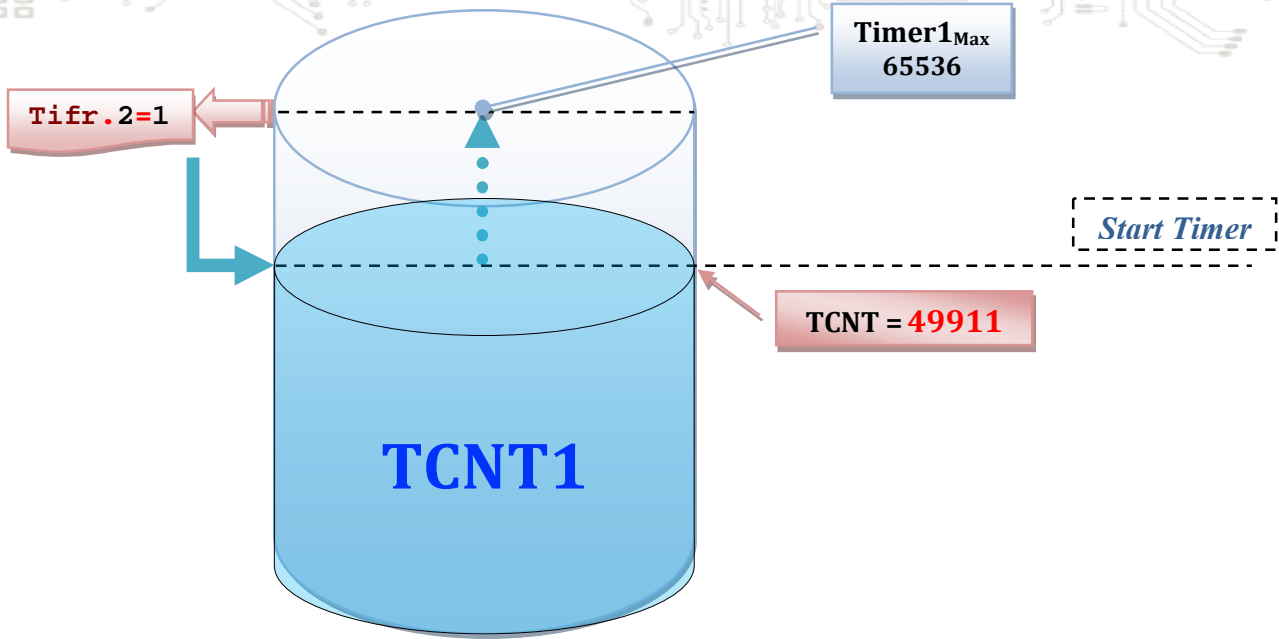 Timer1Max
65536
Tifr.2=1
Start Timer
TCNT = 49911
TCNT1